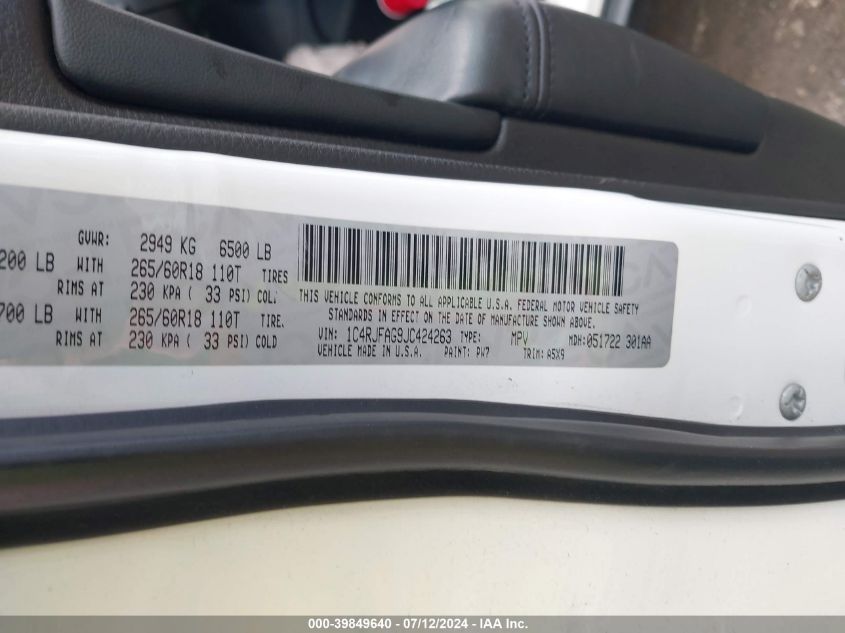 GVWR: 2949 KG 6500 LB
200 LB WITH 265/60R18 110T TIRES
RIMS AT 230 KPA ( 33 PSI) COL.
700 LB WITH 265/60R18 110T TIRE.
RIMS AT 230 KPA ( 33 PSI) COLD
THIS VEHICLE CONFORMS TO ALL APPLICABLE U.S.A. FEDERAL MOTOR VEHICLE SAFETY
STANDARDS IN EFFECT ON THE DATE OF MANUFACTURE SHOWN ABOVE.
VIN: 1C4RJFAG9JC424263 TYPE: MPV MDH:051722 301AA
VEHICLE MADE IN U.S.A. PAINT: PW7 TRIM: A5X9
000-39849640 - 07/12/2024 - IAA Inc.